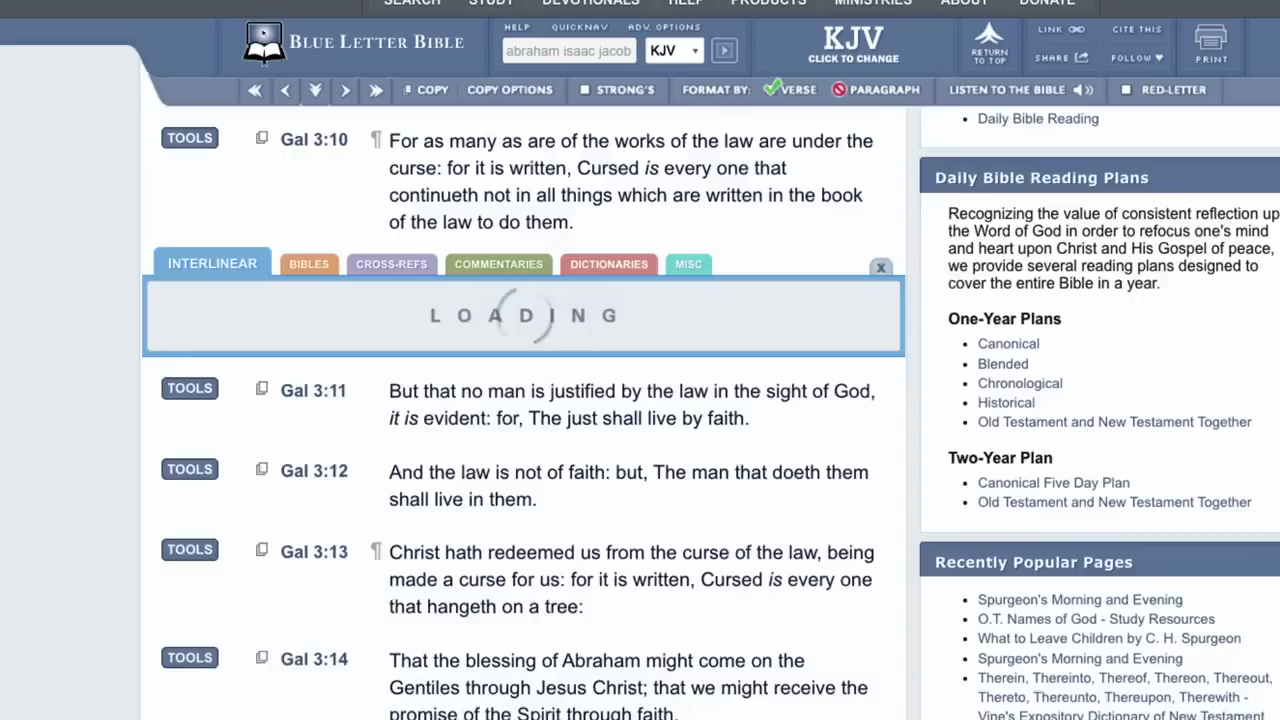 SEARCH STUDY DEVOTIONALS HELP PRODUCTS MINISTRIES ABOUT DONATE
BLUE LETTER BIBLE
HELP QUICKNAV ADV. OPTIONS
abraham isaac jacob KJV
KJV
CLICK TO CHANGE
RETURN
TO TOP
LINK CITE THIS
SHARE FOLLOW
PRINT
COPY COPY OPTIONS STRONG'S FORMAT BY: VERSE PARAGRAPH LISTEN TO THE BIBLE RED-LETTER
TOOLS Gal 3:10 ¶ For as many as are of the works of the law are under the
curse: for it is written, Cursed is every one that
continueth not in all things which are written in the book
of the law to do them.
INTERLINEAR BIBLES CROSS-REFS COMMENTARIES DICTIONARIES MISC x
LOADING
TOOLS Gal 3:11 But that no man is justified by the law in the sight of God,
it is evident: for, The just shall live by faith.
TOOLS Gal 3:12 And the law is not of faith: but, The man that doeth them
shall live in them.
TOOLS Gal 3:13 ¶ Christ hath redeemed us from the curse of the law, being
made a curse for us: for it is written, Cursed is every one
that hangeth on a tree:
TOOLS Gal 3:14 That the blessing of Abraham might come on the
Gentiles through Jesus Christ; that we might receive the
promise of the Spirit through faith.
• Daily Bible Reading
Daily Bible Reading Plans
Recognizing the value of consistent reflection up
the Word of God in order to refocus one's mind
and heart upon Christ and His Gospel of peace,
we provide several reading plans designed to
cover the entire Bible in a year.
One-Year Plans
• Canonical
• Blended
• Chronological
• Historical
• Old Testament and New Testament Together
Two-Year Plan
• Canonical Five Day Plan
• Old Testament and New Testament Together
Recently Popular Pages
• Spurgeon's Morning and Evening
• O.T. Names of God - Study Resources
• What to Leave Children by C. H. Spurgeon
• Spurgeon's Morning and Evening
• Therein, Thereinto, Thereof, Thereon, Thereout,
Thereto, Thereunto, Thereupon, Therewith -
Vine's Expository Dictionary of New Testament